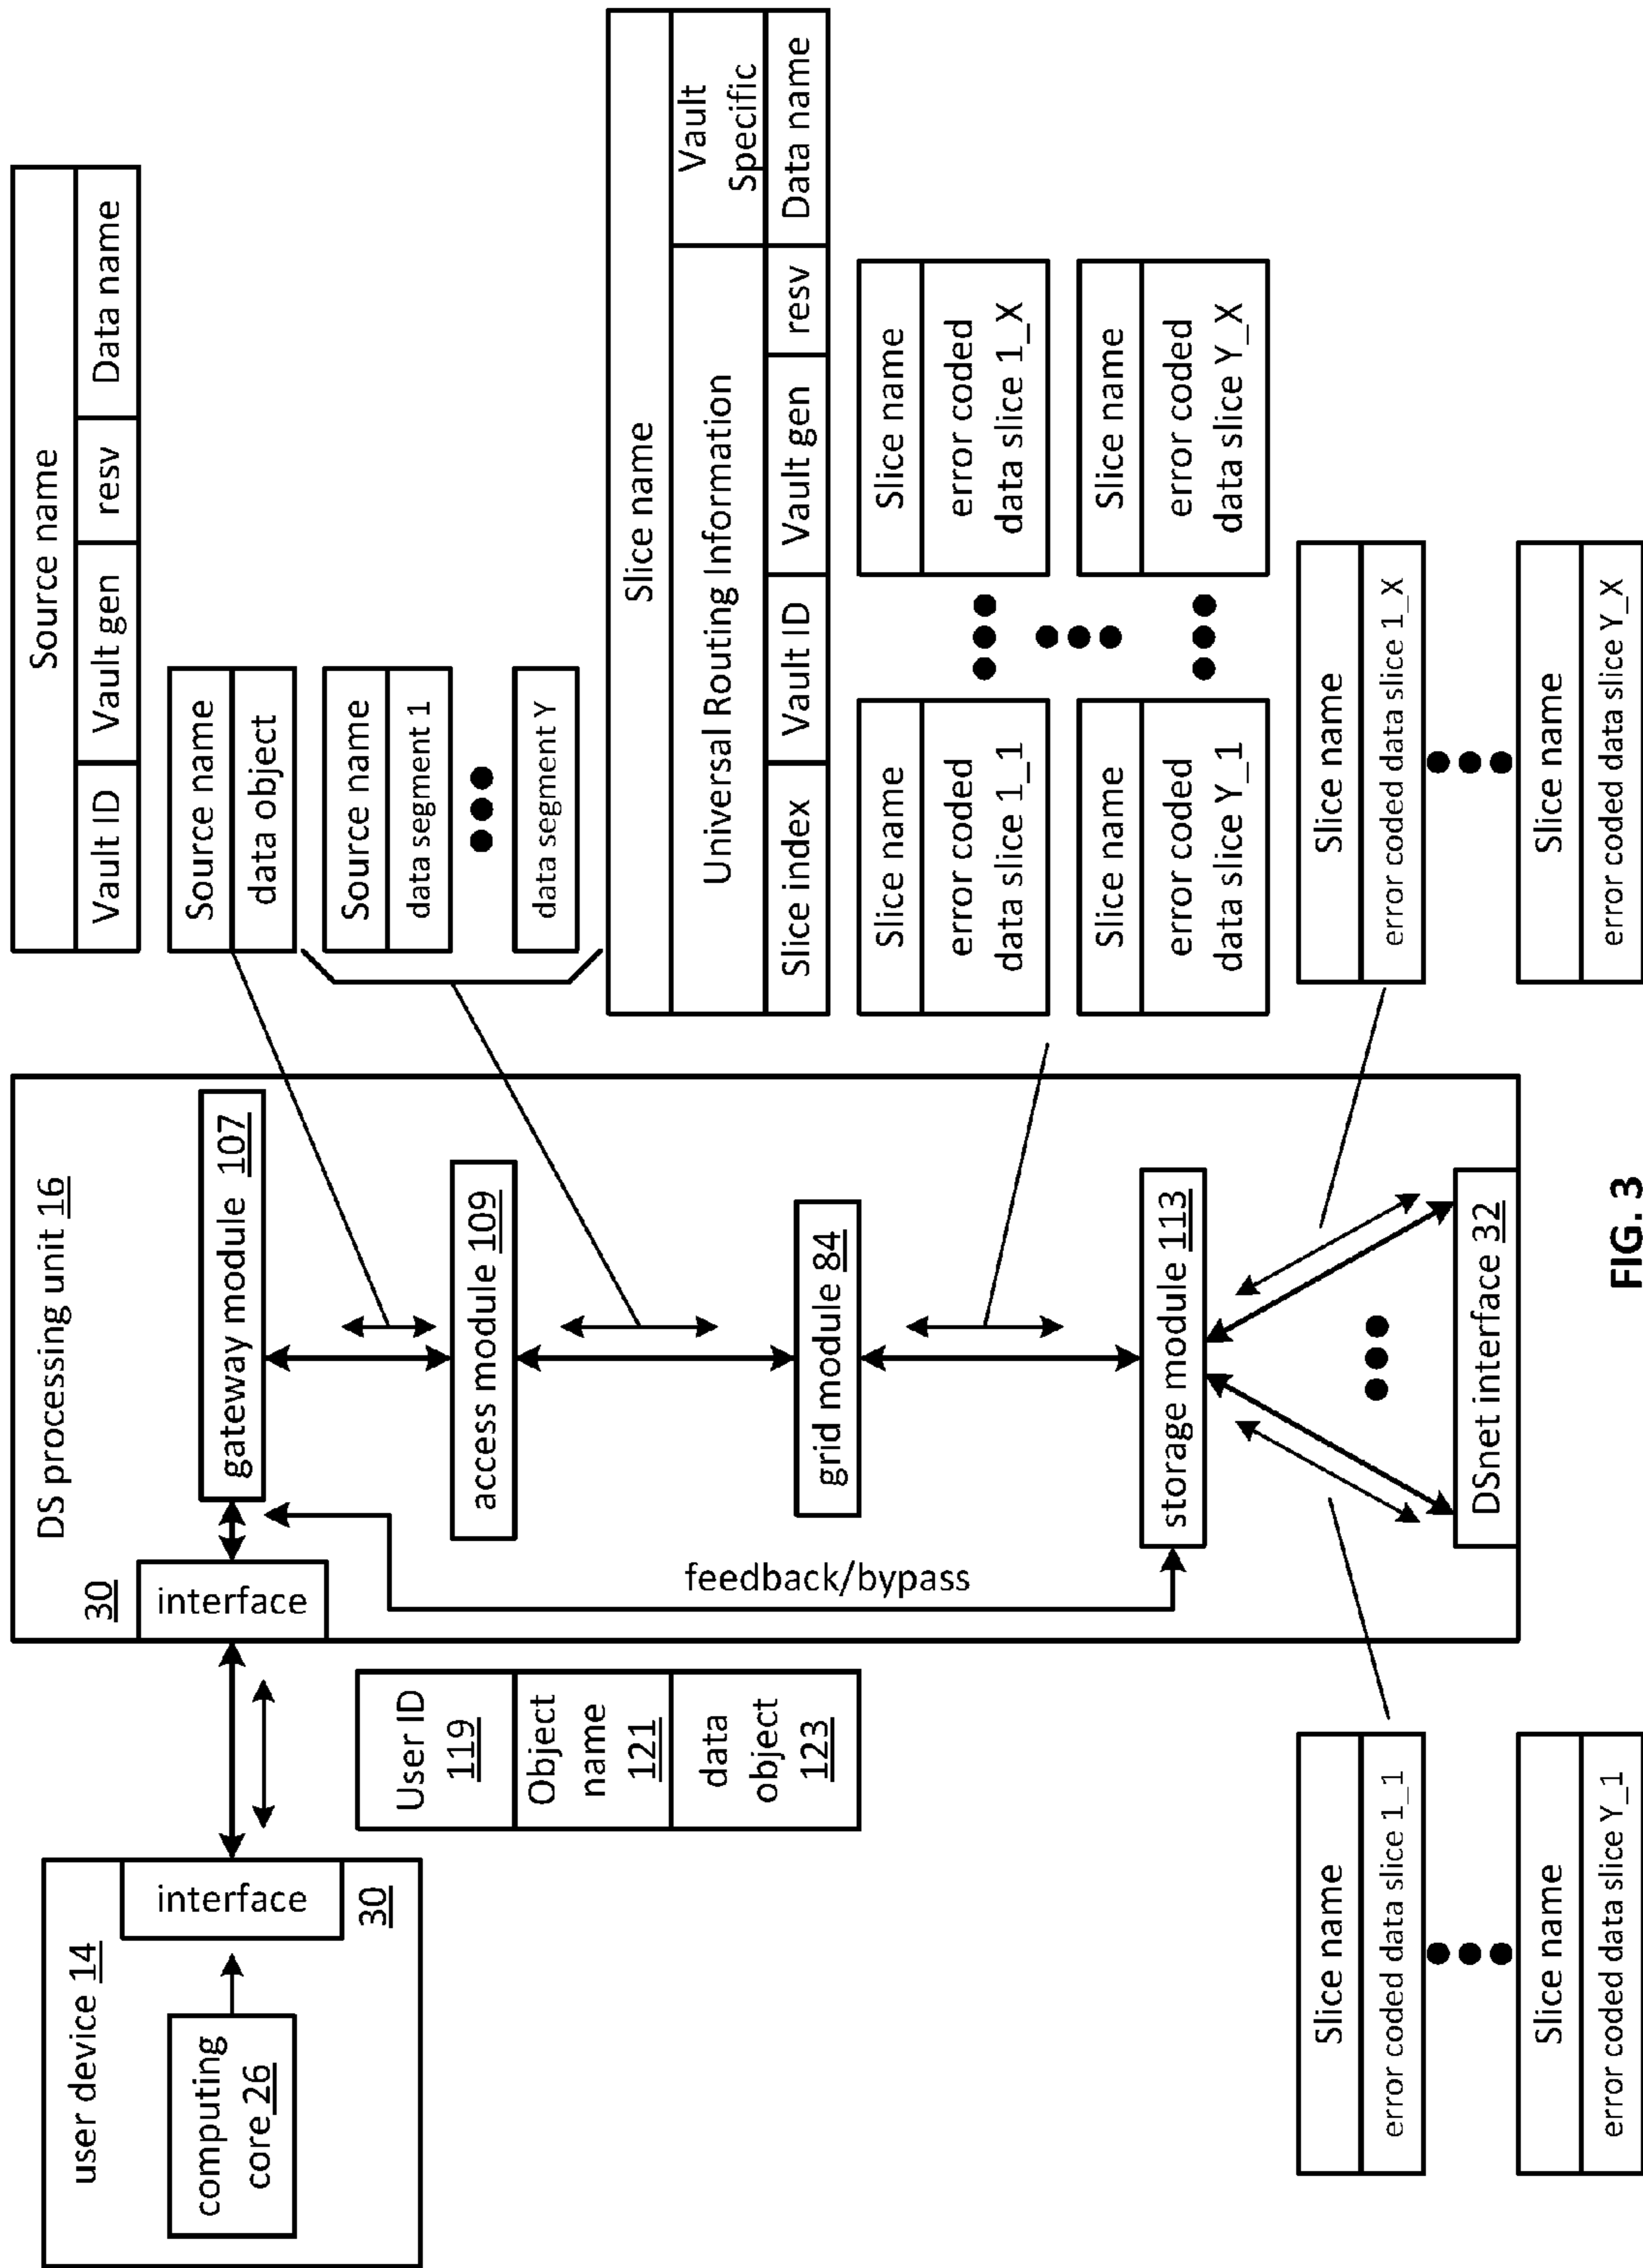 user device 14
computing
core 26
interface
30
User ID
119
Object
name
121
data
object
123
DS processing unit 16
30
interface
gateway module 107
access module 109
grid module 84
storage module 113
DSnet interface 32
feedback/bypass
Source name
Vault ID
Vault gen
resv
Data name
Source name
data object
Source name
data segment 1
data segment Y
Slice name
Universal Routing Information
Vault
Specific
Slice index
Vault ID
Vault gen
resv
Data name
Slice name
error coded
data slice 1_1
Slice name
error coded
data slice 1_X
Slice name
error coded
data slice Y_1
Slice name
error coded
data slice Y_X
Slice name
error coded data slice 1_1
Slice name
error coded data slice Y_1
Slice name
error coded data slice 1_X
Slice name
error coded data slice Y_X
FIG. 3